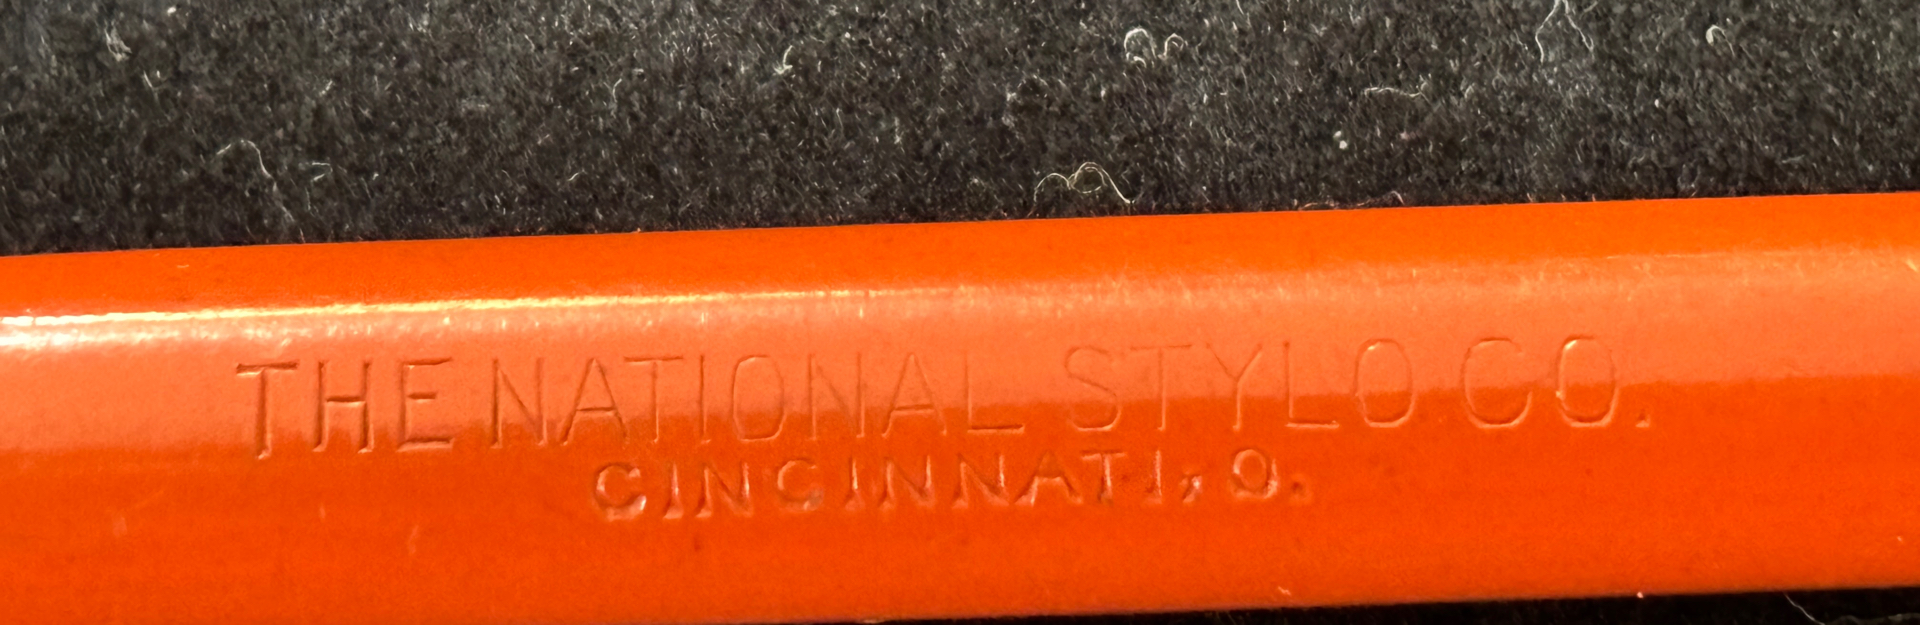 THE NATIONAL STYLO CO.
CINCINNATI, O.